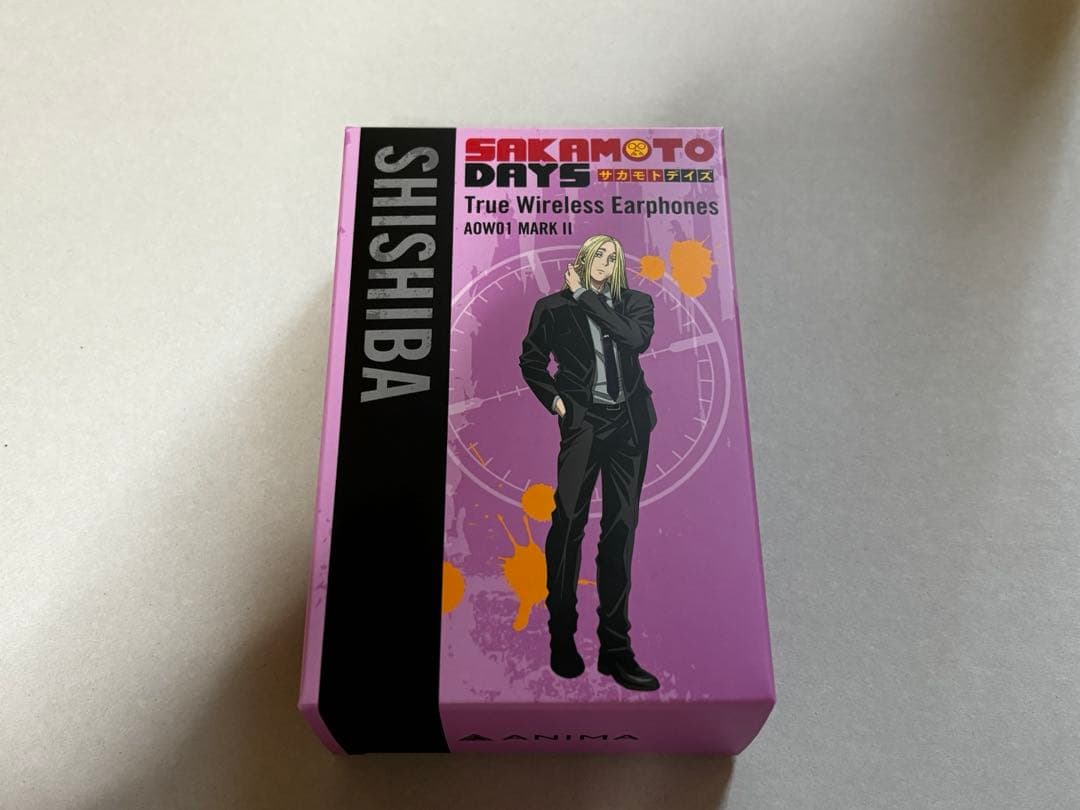 SHISHIBA
SAKAMOTO
DAYS サカモトデイズ
True Wireless Earphones
AOW01 MARK II
ANIMA